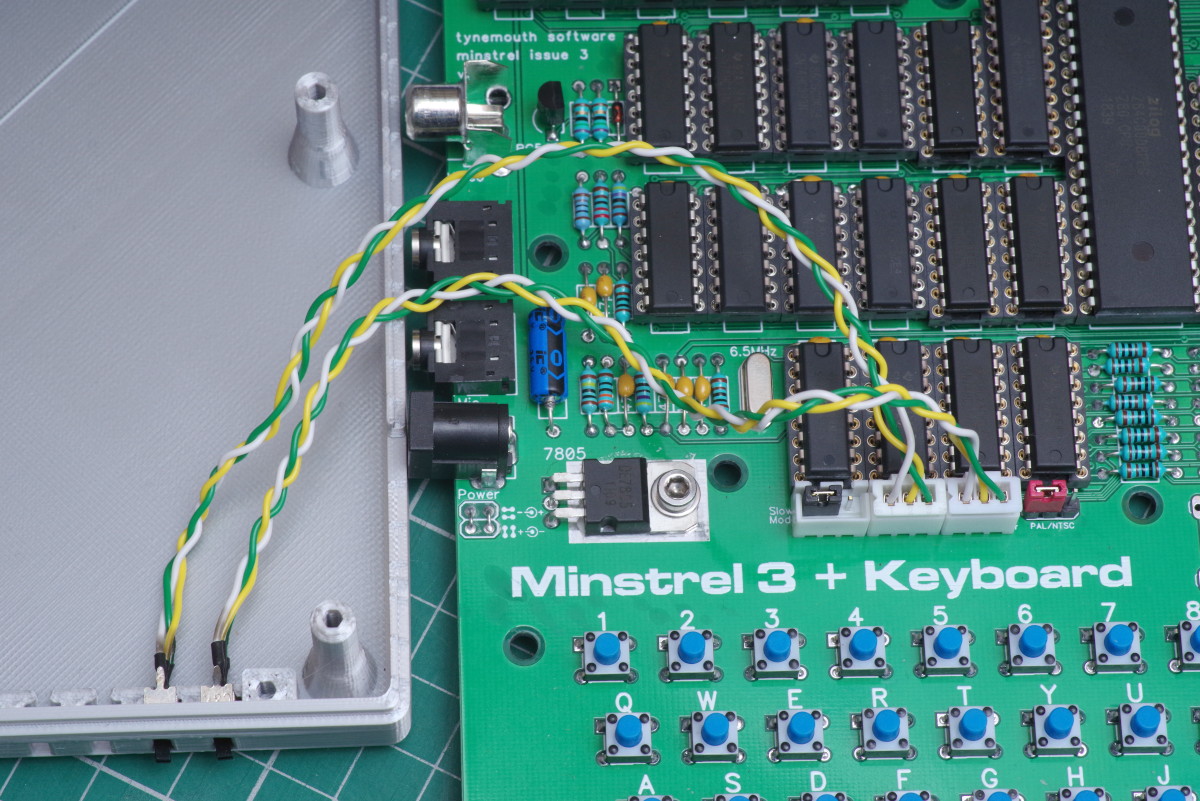 tynemouth software
minstrel issue 3
6.5MHz
7805
Power
Slow
PAL/NTSC
Minstrel 3 + Keyboard
1 2 3 4 5 6 7 8
Q W E R T Y U
A S D F G H J